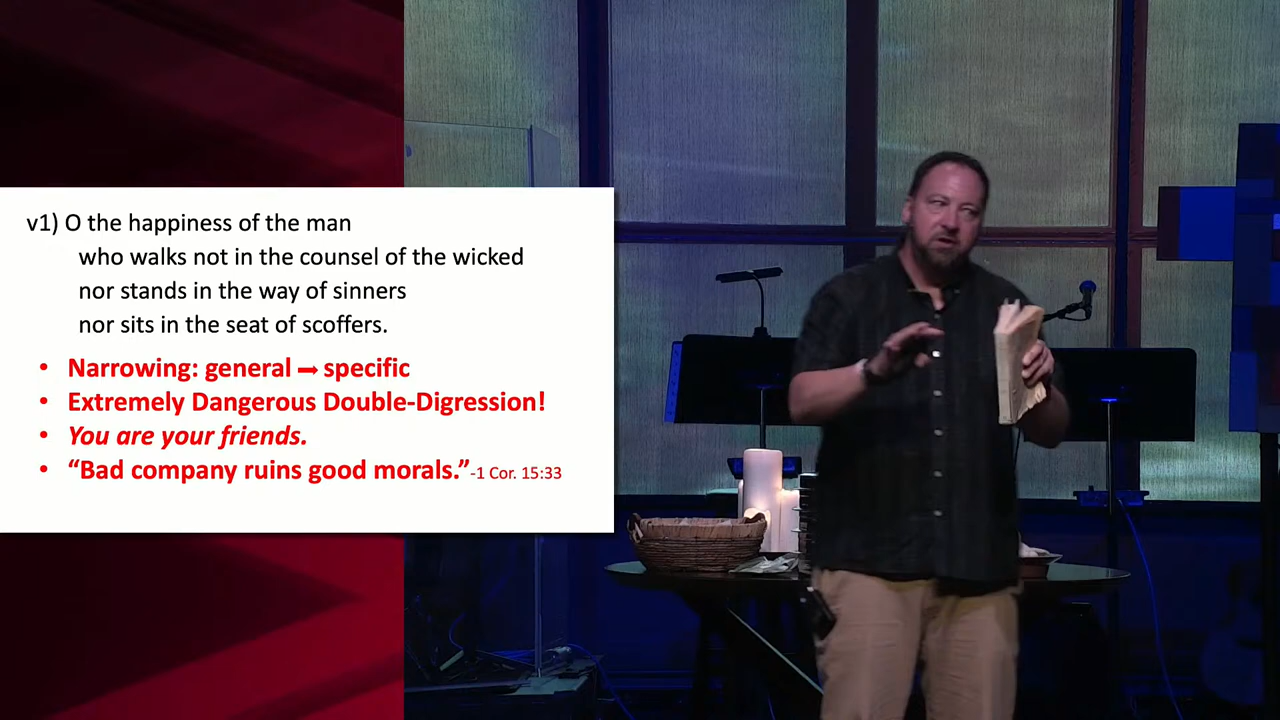 v1) O the happiness of the man
who walks not in the counsel of the wicked
nor stands in the way of sinners
nor sits in the seat of scoffers.
• Narrowing: general ➞ specific
• Extremely Dangerous Double-Digression!
• You are your friends.
• “Bad company ruins good morals.”-1 Cor. 15:33